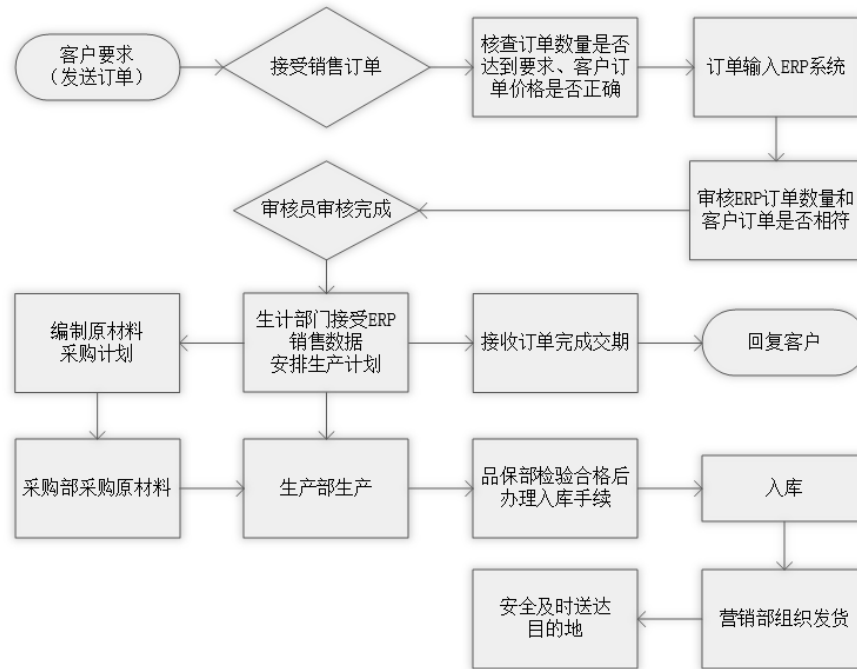 客户要求
（发送订单）
接受销售订单
核查订单数量是否
达到要求、客户订
单价格是否正确
订单输入ERP系统
审核ERP订单数量和
客户订单是否相符
审核员审核完成
编制原材料
采购计划
生计部门接受ERP
销售数据
安排生产计划
接收订单完成交期
回复客户
采购部采购原材料
生产部生产
品保部检验合格后
办理入库手续
入库
安全及时送达
目的地
营销部组织发货